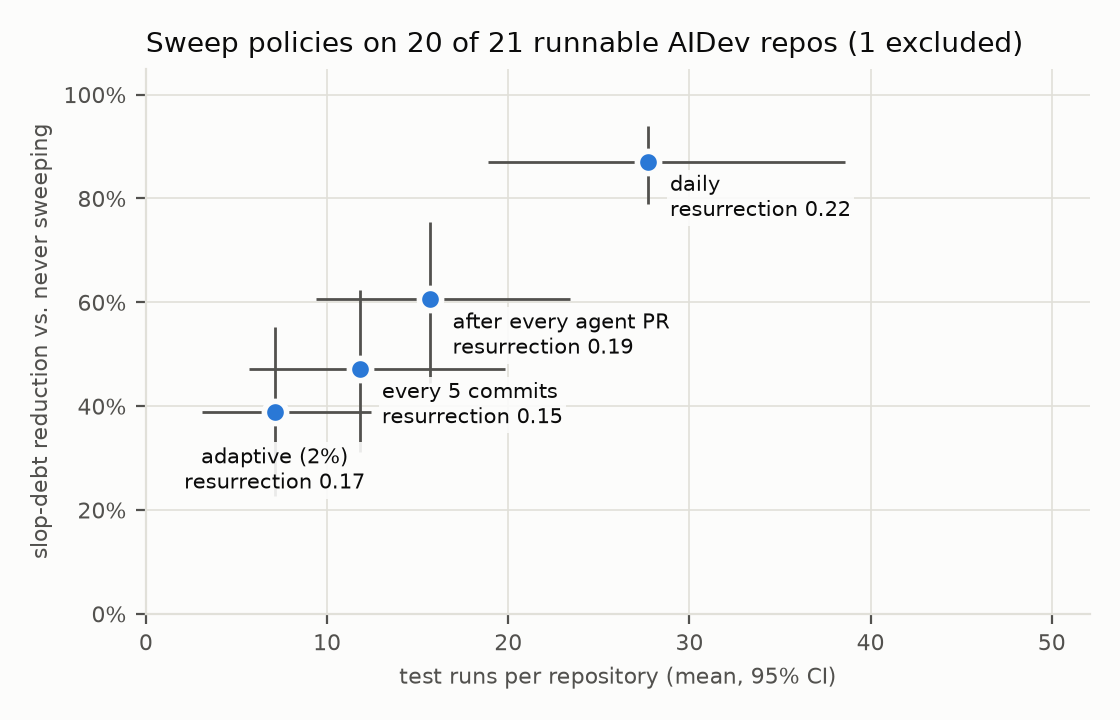 Sweep policies on 20 of 21 runnable AIDev repos (1 excluded)
slop-debt reduction vs. never sweeping
100%
80%
60%
40%
20%
0%
daily
resurrection 0.22
after every agent PR
resurrection 0.19
every 5 commits
resurrection 0.15
adaptive (2%)
resurrection 0.17
0
10
20
30
40
50
test runs per repository (mean, 95% CI)